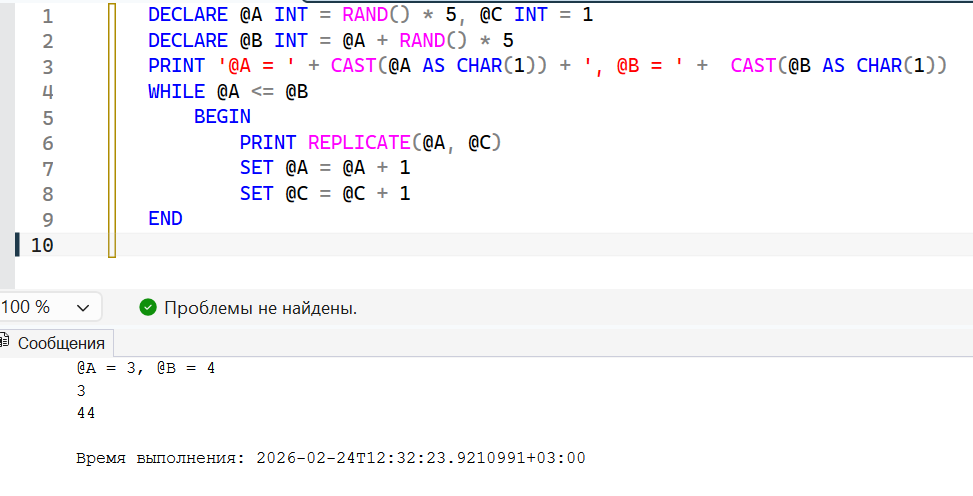 1 DECLARE @A INT = RAND() * 5, @C INT = 1
2 DECLARE @B INT = @A + RAND() * 5
3 PRINT '@A = ' + CAST(@A AS CHAR(1)) + ', @B = ' +  CAST(@B AS CHAR(1))
4 WHILE @A <= @B
5     BEGIN
6         PRINT REPLICATE(@A, @C)
7         SET @A = @A + 1
8         SET @C = @C + 1
9 END
10
100 % Проблемы не найдены.
Сообщения
@A = 3, @B = 4
3
44
Время выполнения: 2026-02-24T12:32:23.9210991+03:00